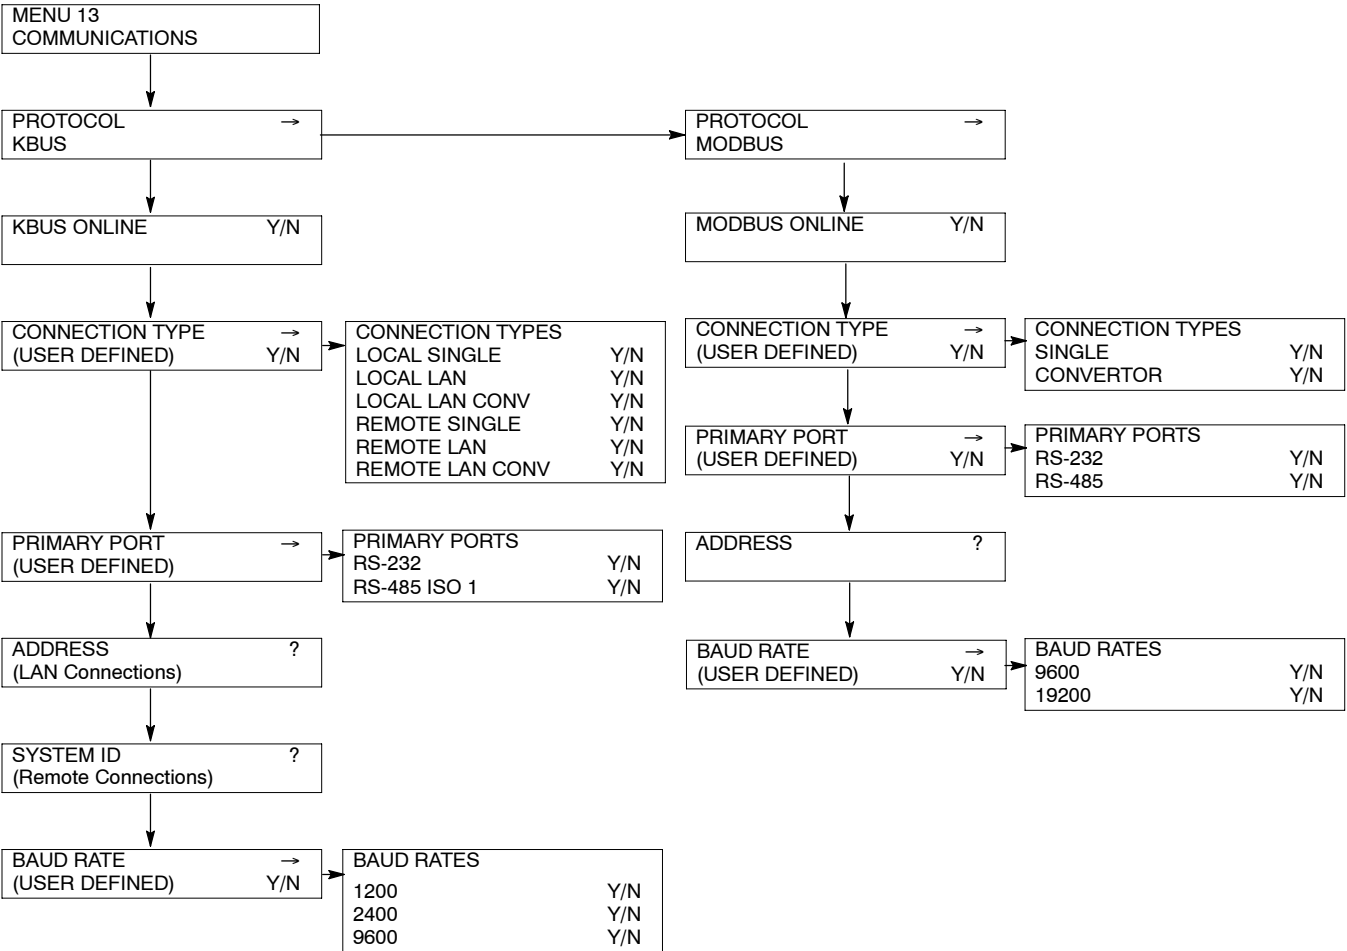 MENU 13
COMMUNICATIONS
PROTOCOL →
KBUS
KBUS ONLINE Y/N
CONNECTION TYPE →
(USER DEFINED) Y/N
CONNECTION TYPES
LOCAL SINGLE Y/N
LOCAL LAN Y/N
LOCAL LAN CONV Y/N
REMOTE SINGLE Y/N
REMOTE LAN Y/N
REMOTE LAN CONV Y/N
PRIMARY PORT →
(USER DEFINED)
PRIMARY PORTS
RS-232 Y/N
RS-485 ISO 1 Y/N
ADDRESS ?
(LAN Connections)
SYSTEM ID ?
(Remote Connections)
BAUD RATE →
(USER DEFINED) Y/N
BAUD RATES
1200 Y/N
2400 Y/N
9600 Y/N
PROTOCOL →
MODBUS
MODBUS ONLINE Y/N
CONNECTION TYPE →
(USER DEFINED) Y/N
CONNECTION TYPES
SINGLE Y/N
CONVERTOR Y/N
PRIMARY PORT →
(USER DEFINED) Y/N
PRIMARY PORTS
RS-232 Y/N
RS-485 Y/N
ADDRESS ?
BAUD RATE →
(USER DEFINED) Y/N
BAUD RATES
9600 Y/N
19200 Y/N